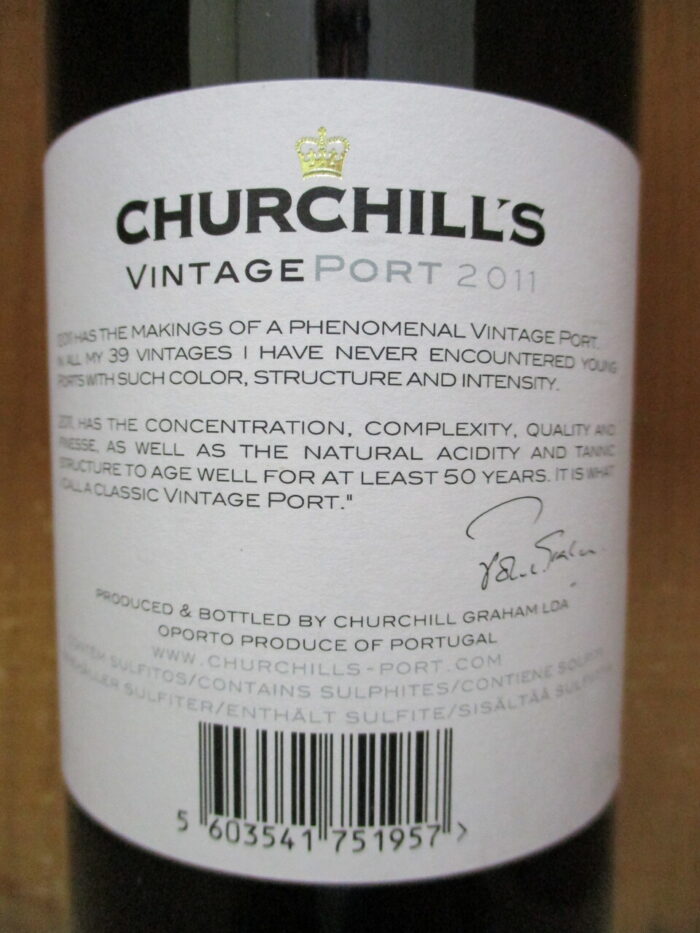 CHURCHILL'S
VINTAGE PORT 2011
2011 HAS THE MAKINGS OF A PHENOMENAL VINTAGE PORT.
IN ALL MY 39 VINTAGES I HAVE NEVER ENCOUNTERED YOUNG
PORTS WITH SUCH COLOR, STRUCTURE AND INTENSITY.
2011, HAS THE CONCENTRATION, COMPLEXITY, QUALITY AND
FINESSE, AS WELL AS THE NATURAL ACIDITY AND TANNIC
STRUCTURE TO AGE WELL FOR AT LEAST 50 YEARS. IT IS WHAT
I CALL A CLASSIC VINTAGE PORT."
PRODUCED & BOTTLED BY CHURCHILL GRAHAM LDA
OPORTO PRODUCE OF PORTUGAL
WWW.CHURCHILLS-PORT.COM
SULFITOS/CONTAINS SULPHITES/CONTIENE
SULFITER/ENTHÄLT SULFITE/SISÄLTÄÄ
5 603541 751957 >